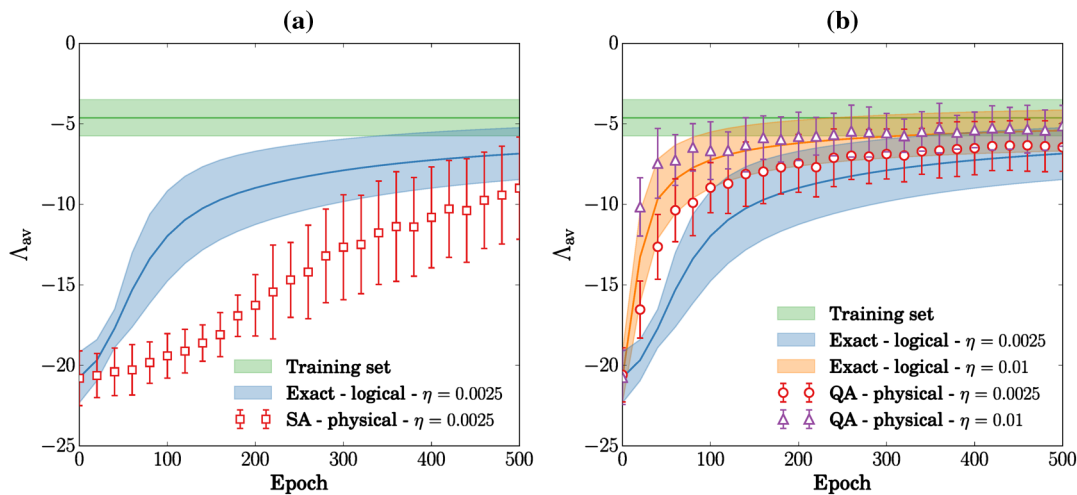 (a)
0
−5
−10
−15
−20
−25
Λav
0 100 200 300 400 500
Epoch
Training set
Exact - logical - η = 0.0025
SA - physical - η = 0.0025
(b)
0
−5
−10
−15
−20
−25
Λav
0 100 200 300 400 500
Epoch
Training set
Exact - logical - η = 0.0025
Exact - logical - η = 0.01
QA - physical - η = 0.0025
QA - physical - η = 0.01